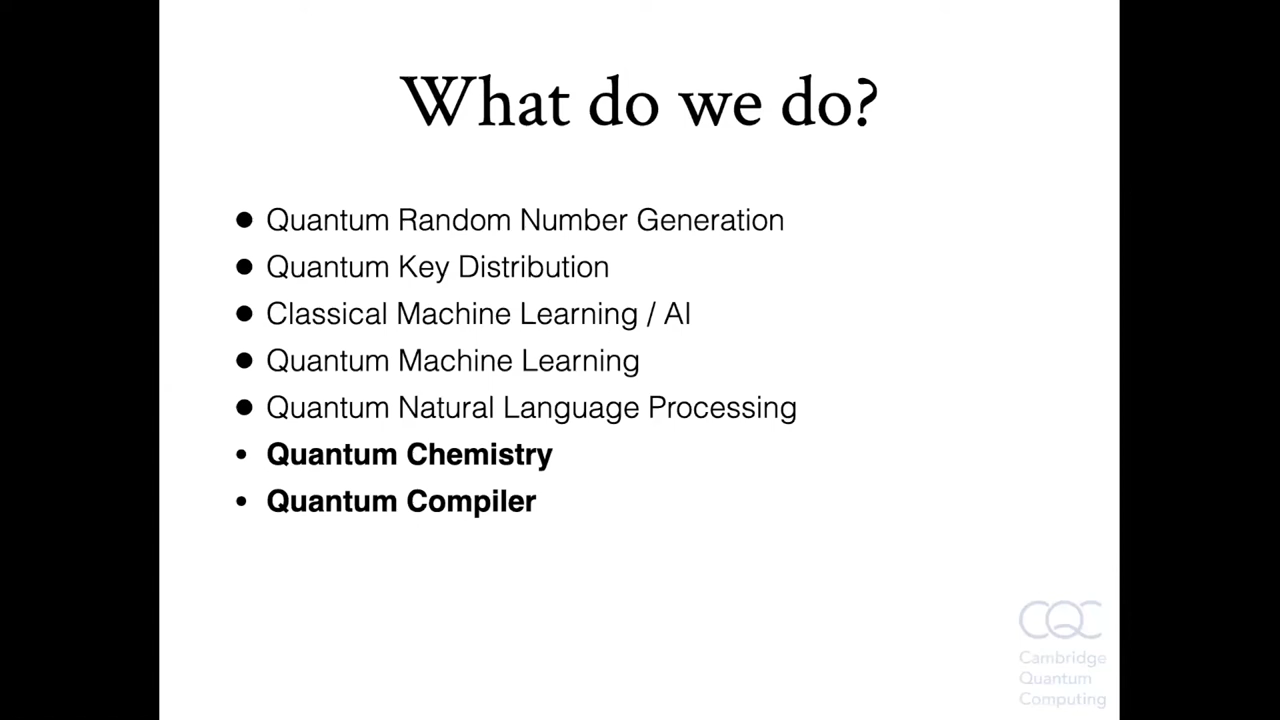 What do we do?
● Quantum Random Number Generation
● Quantum Key Distribution
● Classical Machine Learning / AI
● Quantum Machine Learning
● Quantum Natural Language Processing
• Quantum Chemistry
• Quantum Compiler
CQC
Cambridge
Quantum
Computing